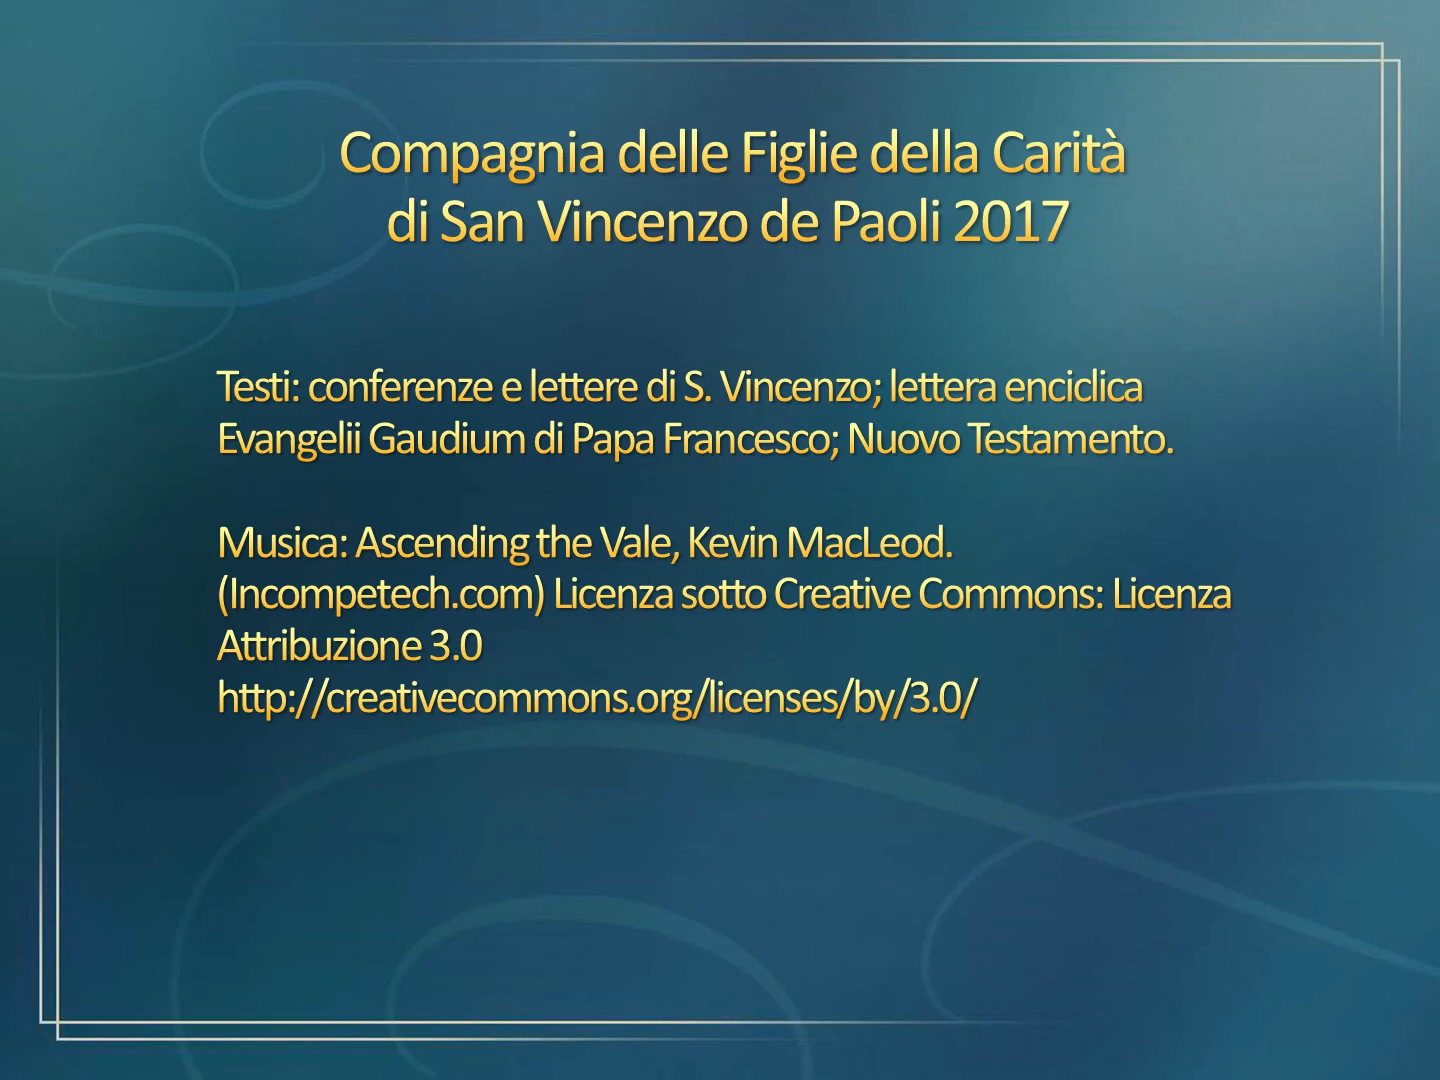 Compagnia delle Figlie della Carità
di San Vincenzo de Paoli 2017
Testi: conferenze e lettere di S. Vincenzo; lettera enciclica
Evangelii Gaudium di Papa Francesco; Nuovo Testamento.
Musica: Ascending the Vale, Kevin MacLeod.
(Incompetech.com) Licenza sotto Creative Commons: Licenza
Attribuzione 3.0
http://creativecommons.org/licenses/by/3.0/